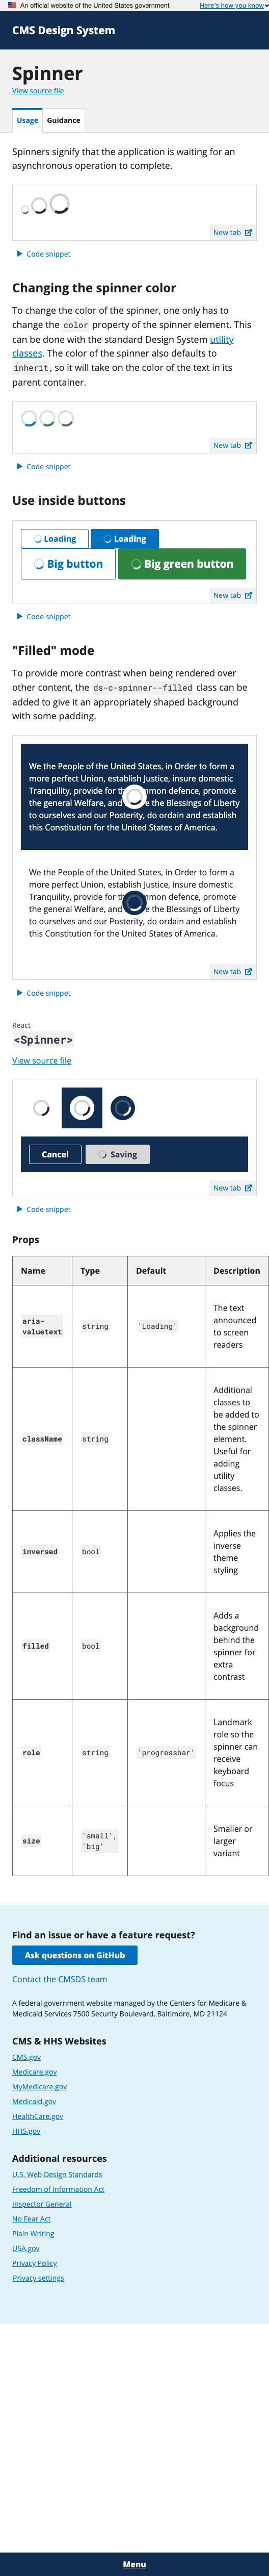 An official website of the United States government
Here's how you know
CMS Design System
Spinner
View source file
Usage
Guidance
Spinners signify that the application is waiting for an
asynchronous operation to complete.
New tab
Code snippet
Changing the spinner color
To change the color of the spinner, one only has to
change the color property of the spinner element. This
can be done with the standard Design System utility
classes. The color of the spinner also defaults to
inherit, so it will take on the color of the text in its
parent container.
New tab
Code snippet
Use inside buttons
Loading
Loading
Big button
Big green button
New tab
Code snippet
"Filled" mode
To provide more contrast when being rendered over
other content, the ds-c-spinner--filled class can be
added to give it an appropriately shaped background
with some padding.
We the People of the United States, in Order to form a
more perfect Union, establish Justice, insure domestic
Tranquility, provide for the common defence, promote
the general Welfare, and the Blessings of Liberty
to ourselves and our Posterity, do ordain and establish
this Constitution for the United States of America.
We the People of the United States, in Order to form a
more perfect Union, establish Justice, insure domestic
Tranquility, provide for the common defence, promote
the general Welfare, and the Blessings of Liberty
to ourselves and our Posterity, do ordain and establish
this Constitution for the United States of America.
New tab
Code snippet
React
<Spinner>
View source file
Cancel
Saving
New tab
Code snippet
Props
Name Type Default Description
aria-valuetext string 'Loading' The text announced to screen readers
className string Additional classes to be added to the spinner element. Useful for adding utility classes.
inversed bool Applies the inverse theme styling
filled bool Adds a background behind the spinner for extra contrast
role string 'progressbar' Landmark role so the spinner can receive keyboard focus
size 'small', 'big' Smaller or larger variant
Find an issue or have a feature request?
Ask questions on GitHub
Contact the CMSDS team
A federal government website managed by the Centers for Medicare &
Medicaid Services 7500 Security Boulevard, Baltimore, MD 21124
CMS & HHS Websites
CMS.gov
Medicare.gov
MyMedicare.gov
Medicaid.gov
HealthCare.gov
HHS.gov
Additional resources
U.S. Web Design Standards
Freedom of Information Act
Inspector General
No Fear Act
Plain Writing
USA.gov
Privacy Policy
Privacy settings
Menu